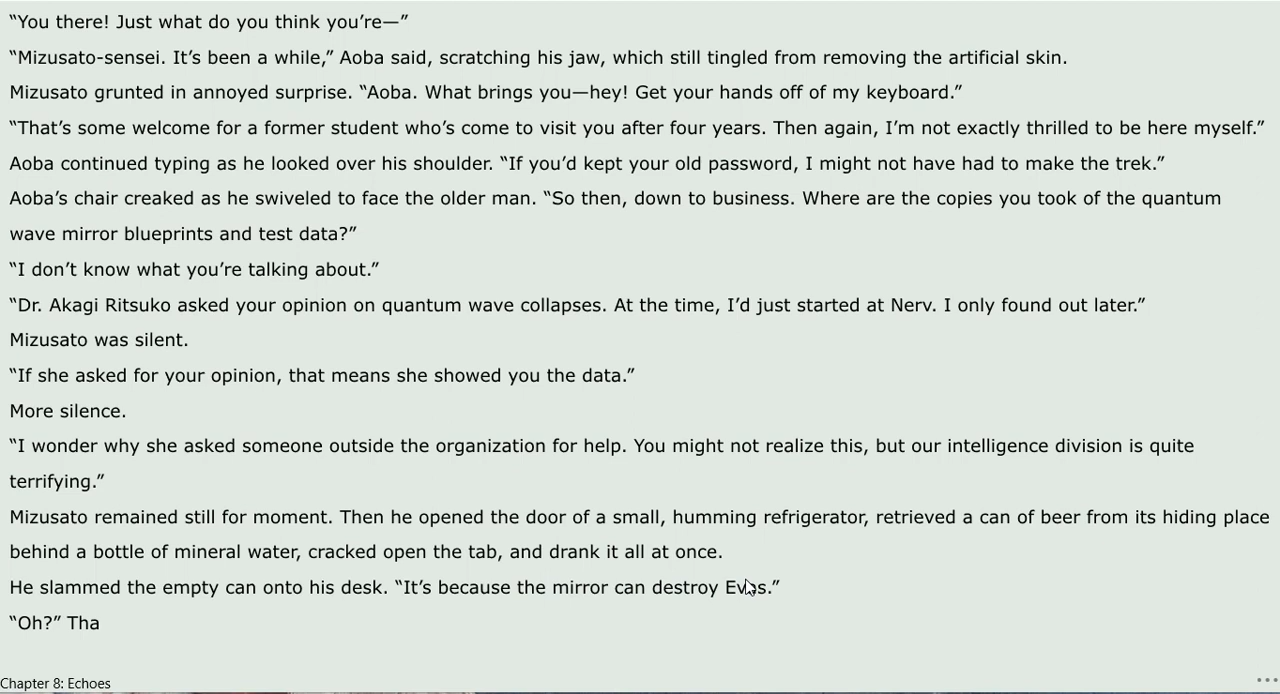 “You there! Just what do you think you’re—”
“Mizusato-sensei. It’s been a while,” Aoba said, scratching his jaw, which still tingled from removing the artificial skin.
Mizusato grunted in annoyed surprise. “Aoba. What brings you—hey! Get your hands off of my keyboard.”
“That’s some welcome for a former student who’s come to visit you after four years. Then again, I’m not exactly thrilled to be here myself.”
Aoba continued typing as he looked over his shoulder. “If you’d kept your old password, I might not have had to make the trek.”
Aoba’s chair creaked as he swiveled to face the older man. “So then, down to business. Where are the copies you took of the quantum
wave mirror blueprints and test data?”
“I don’t know what you’re talking about.”
“Dr. Akagi Ritsuko asked your opinion on quantum wave collapses. At the time, I’d just started at Nerv. I only found out later.”
Mizusato was silent.
“If she asked for your opinion, that means she showed you the data.”
More silence.
“I wonder why she asked someone outside the organization for help. You might not realize this, but our intelligence division is quite
terrifying.”
Mizusato remained still for moment. Then he opened the door of a small, humming refrigerator, retrieved a can of beer from its hiding place
behind a bottle of mineral water, cracked open the tab, and drank it all at once.
He slammed the empty can onto his desk. “It’s because the mirror can destroy Evas.”
“Oh?” Tha
Chapter 8: Echoes